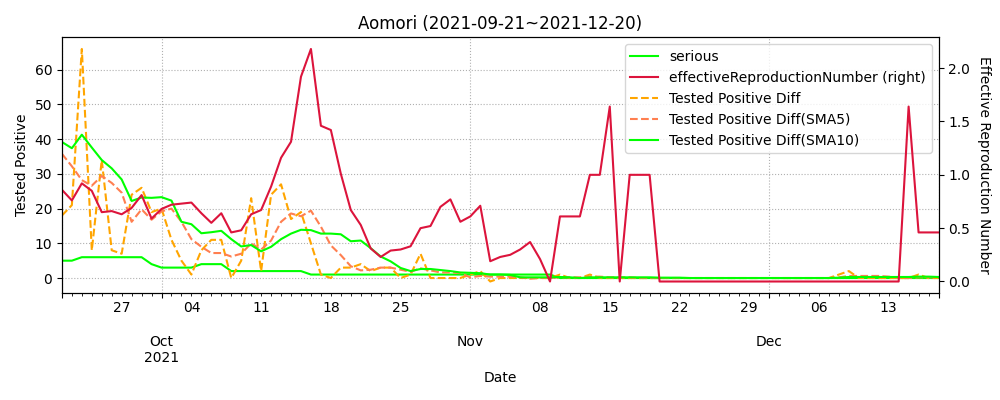 Aomori (2021-09-21~2021-12-20)
serious
effectiveReproductionNumber (right)
Tested Positive Diff
Tested Positive Diff(SMA5)
Tested Positive Diff(SMA10)
Tested Positive
60
50
40
30
20
10
0
2.0
1.5
1.0
0.5
0.0
Effective Reproduction Number
27 04 11 18 25 08 15 22 29 06 13
Oct Nov Dec
2021
Date